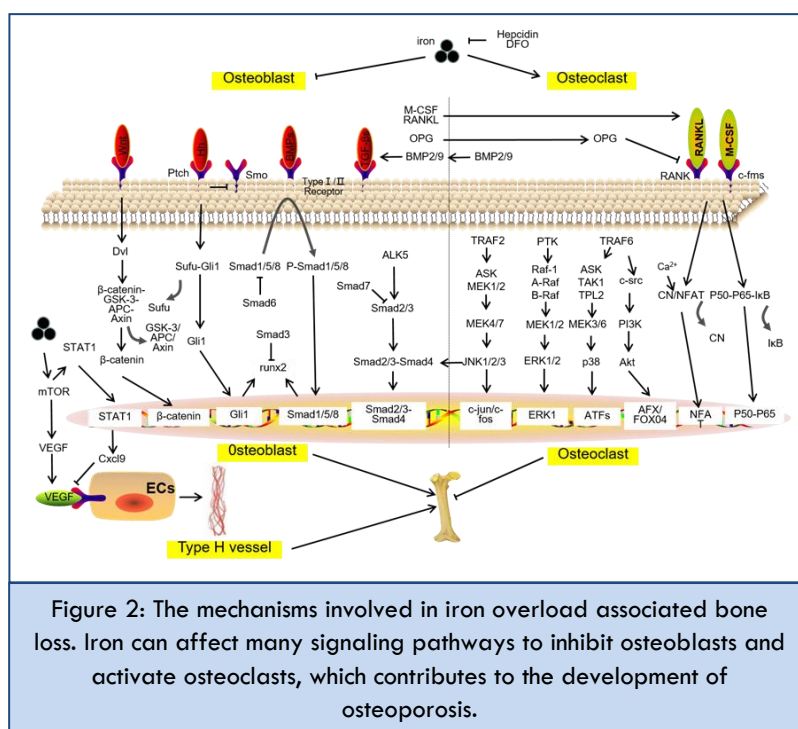 iron
Hepcidin
DFO
Osteoblast
Osteoclast
M-CSF
RANKL
OPG
OPG
BMP2/9
BMP2/9
Wnt
Hh
BMPs
TGF-βs
RANKL
M-CSF
Ptch
Smo
Type I/II
Receptor
RANK
c-fms
Dvl
β-catenin-
GSK-3-
APC-
Axin
GSK-3/
APC/
Axin
β-catenin
Sufu-Gli1
Sufu
Gli1
Smad1/5/8
Smad6
P-Smad1/5/8
Smad3
runx2
ALK5
Smad7
Smad2/3
Smad2/3-Smad4
TRAF2
ASK
MEK1/2
MEK4/7
JNK1/2/3
PTK
Raf-1
A-Raf
B-Raf
MEK1/2
ERK1/2
TRAF6
ASK
TAK1
TPL2
MEK3/6
p38
c-src
PI3K
Akt
Ca²⁺
CN/NFAT
CN
P50-P65-IκB
IκB
STAT1
mTOR
VEGF
STAT1
β-catenin
Gli1
Smad1/5/8
Smad2/3-
Smad4
c-jun/c-
fos
ERK1
ATFs
AFX/
FOX04
NFA
T
P50-P65
Cxcl9
VEGF
ECs
0steoblast
Osteoclast
Type H vessel
Figure 2: The mechanisms involved in iron overload associated bone
loss. Iron can affect many signaling pathways to inhibit osteoblasts and
activate osteoclasts, which contributes to the development of
osteoporosis.